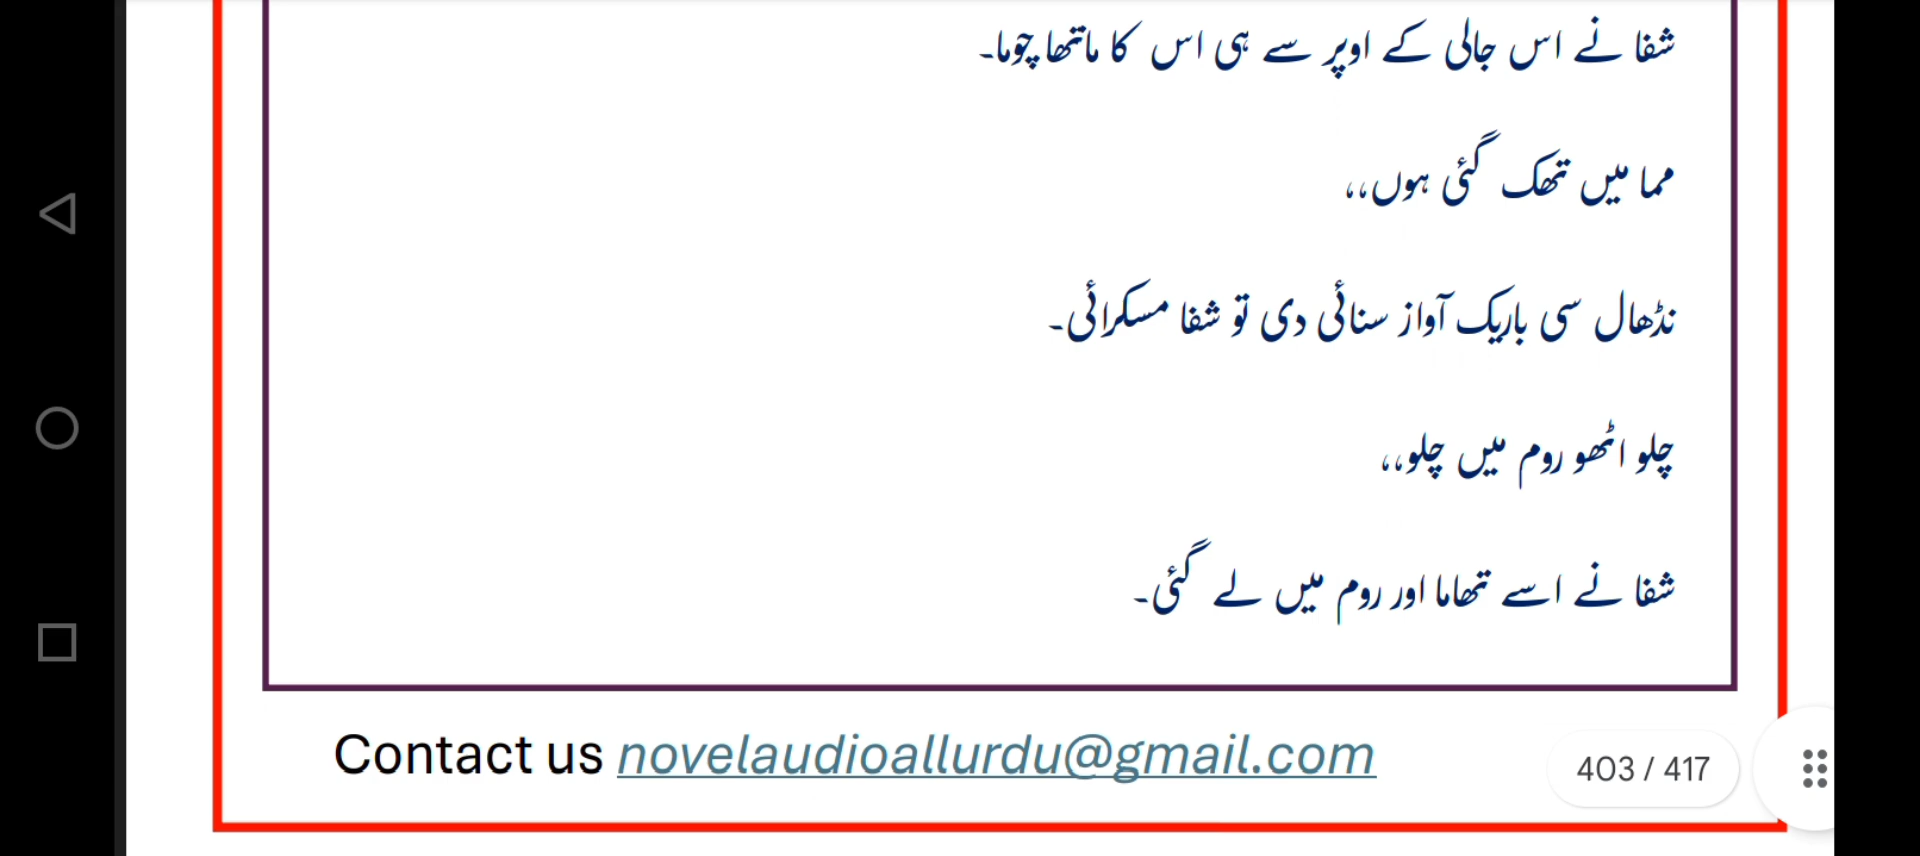 شفا نے اس جالی کے اوپر سے ہی اس کا ماتھا چوما۔
مما میں تھک گئی ہوں،،
نڈھال سی باریک آواز سنائی دی تو شفا مسکرائی۔
چلو اٹھو روم میں چلو،،
شفا نے اسے تھاما اور روم میں لے گئی۔
Contact us novelaudioallurdu@gmail.com
403 / 417